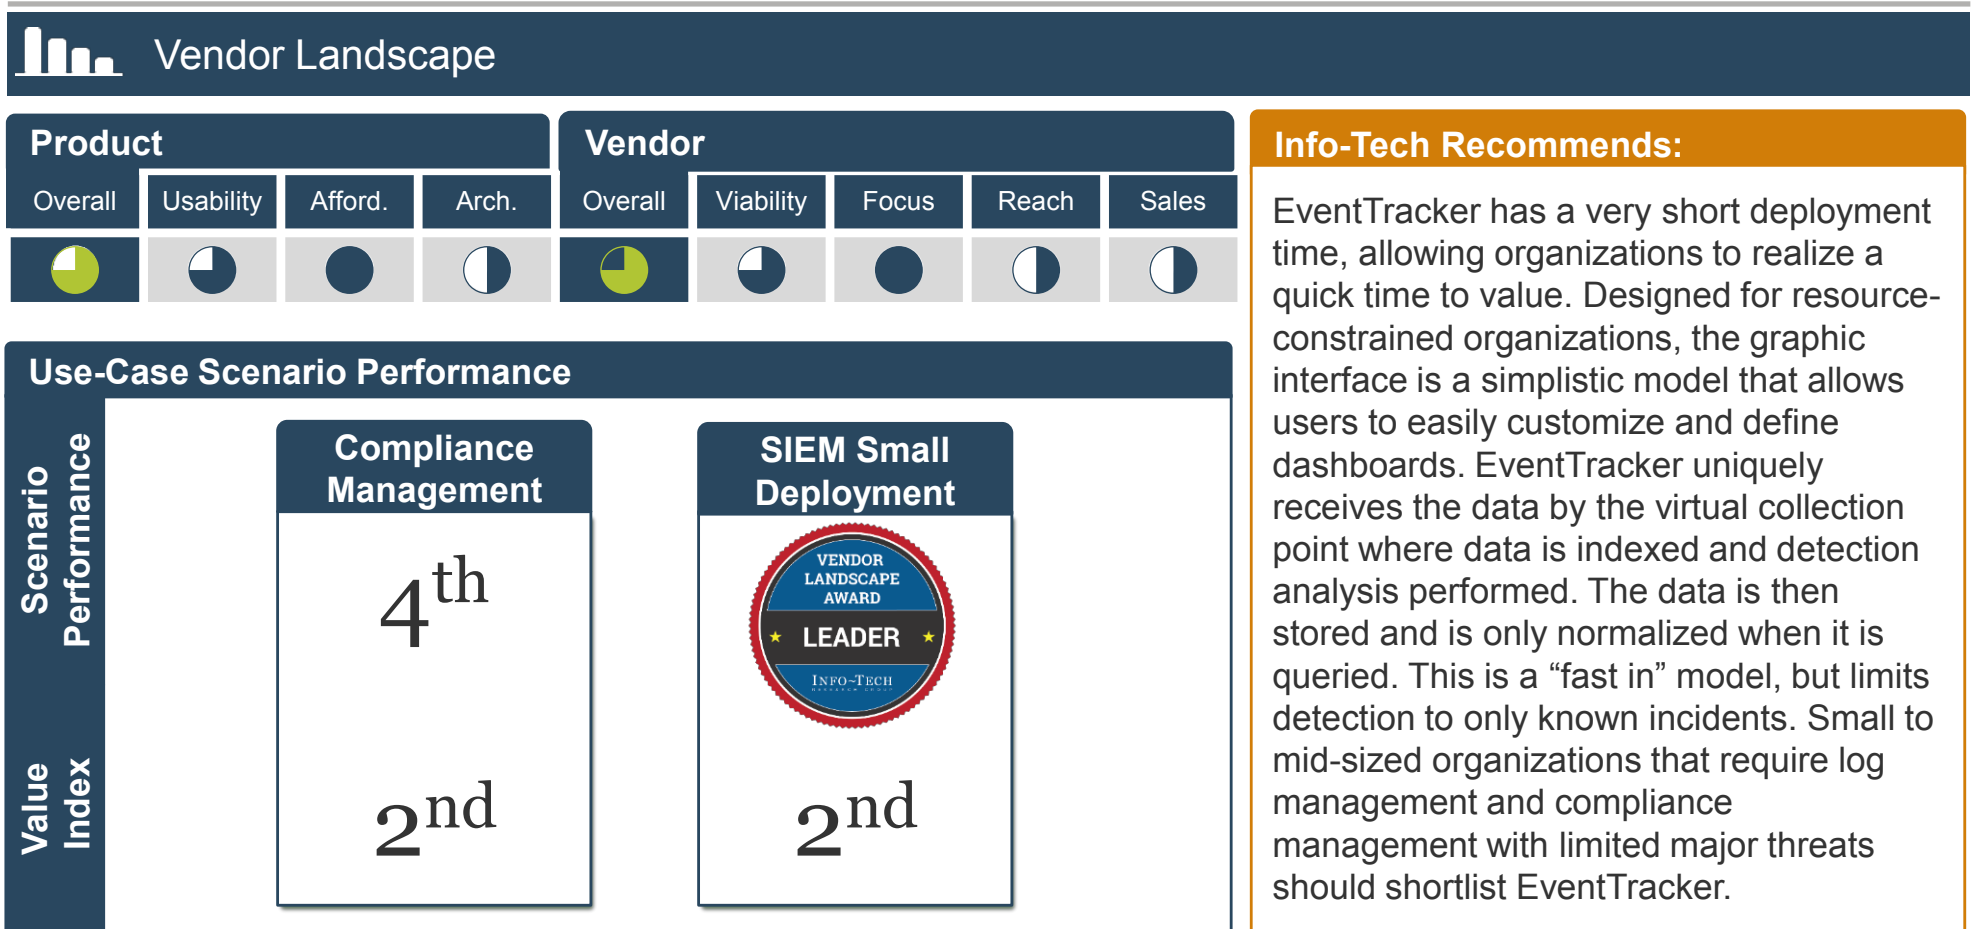 Vendor Landscape
Product
Vendor
Overall
Usability
Afford.
Arch.
Overall
Viability
Focus
Reach
Sales
Use-Case Scenario Performance
Scenario
Performance
Compliance
Management
4th
SIEM Small
Deployment
VENDOR
LANDSCAPE
AWARD
LEADER
INFO~TECH
RESEARCH GROUP
Value
Index
2nd
2nd
Info-Tech Recommends:
EventTracker has a very short deployment
time, allowing organizations to realize a
quick time to value. Designed for resource-
constrained organizations, the graphic
interface is a simplistic model that allows
users to easily customize and define
dashboards. EventTracker uniquely
receives the data by the virtual collection
point where data is indexed and detection
analysis performed. The data is then
stored and is only normalized when it is
queried. This is a “fast in” model, but limits
detection to only known incidents. Small to
mid-sized organizations that require log
management and compliance
management with limited major threats
should shortlist EventTracker.